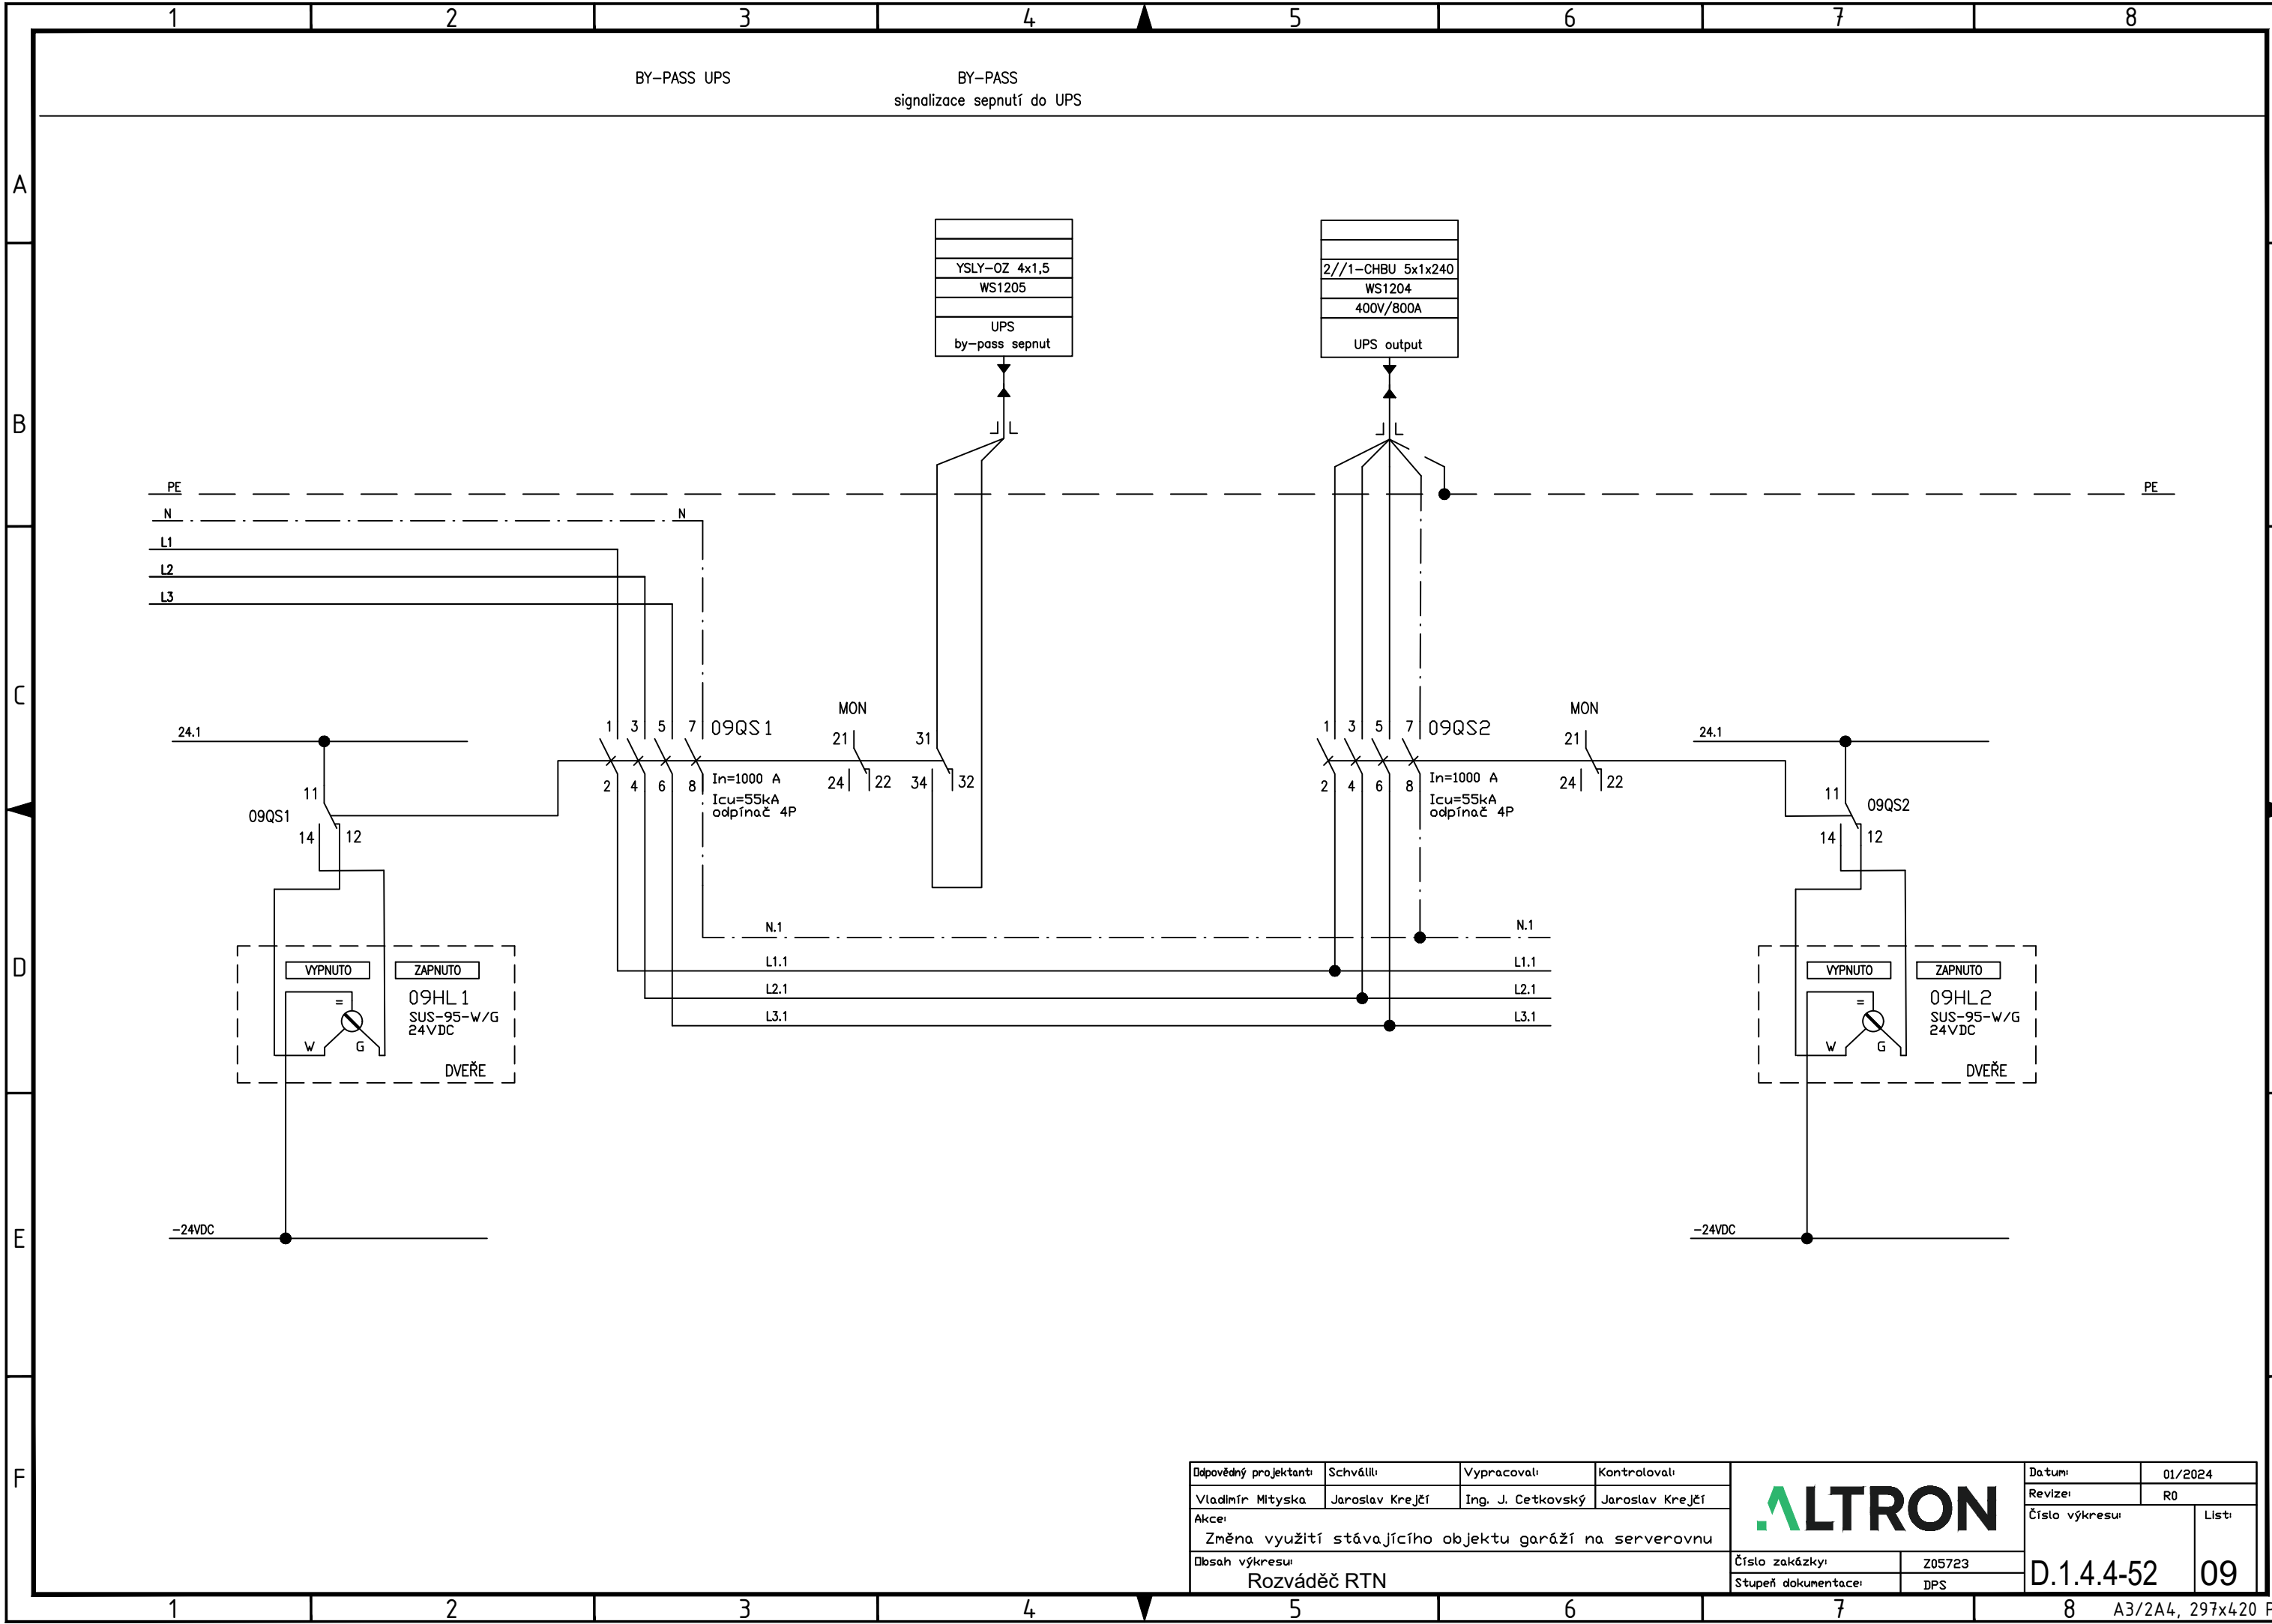 1 2 3 4 5 6 7 8
BY-PASS UPS
BY-PASS
signalizace sepnutí do UPS
A
B
C
D
E
F
YSLY-OZ 4x1,5
WS1205
UPS
by-pass sepnut
2//1-CHBU 5x1x240
WS1204
400V/800A
UPS output
PE
PE
N
N
L1
L2
L3
24.1
11
09QS1
14
12
VYPNUTO
ZAPNUTO
09HL1
SUS-95-W/G
24VDC
=
W
G
DVEŘE
-24VDC
1 3 5 7
09QS1
2 4 6 8
In=1000 A
Icu=55kA
odpínač 4P
MON
21
24
22
31
34
32
1 3 5 7
09QS2
2 4 6 8
In=1000 A
Icu=55kA
odpínač 4P
MON
21
24
22
N.1
N.1
L1.1
L1.1
L2.1
L2.1
L3.1
L3.1
24.1
11
09QS2
14
12
VYPNUTO
ZAPNUTO
09HL2
SUS-95-W/G
24VDC
=
W
G
DVEŘE
-24VDC
Odpovědný projektant:
Schválil:
Vypracoval:
Kontroloval:
Vladimír Mityska
Jaroslav Krejčí
Ing. J. Cetkovský
Jaroslav Krejčí
Akce:
Změna využití stávajícího objektu garáží na serverovnu
Obsah výkresu:
Rozváděč RTN
ALTRON
Číslo zakázky:
Z05723
Stupeň dokumentace:
DPS
Datum:
01/2024
Revize:
R0
Číslo výkresu:
D.1.4.4-52
List:
09
1 2 3 4 5 6 7 8
A3/2A4, 297x420